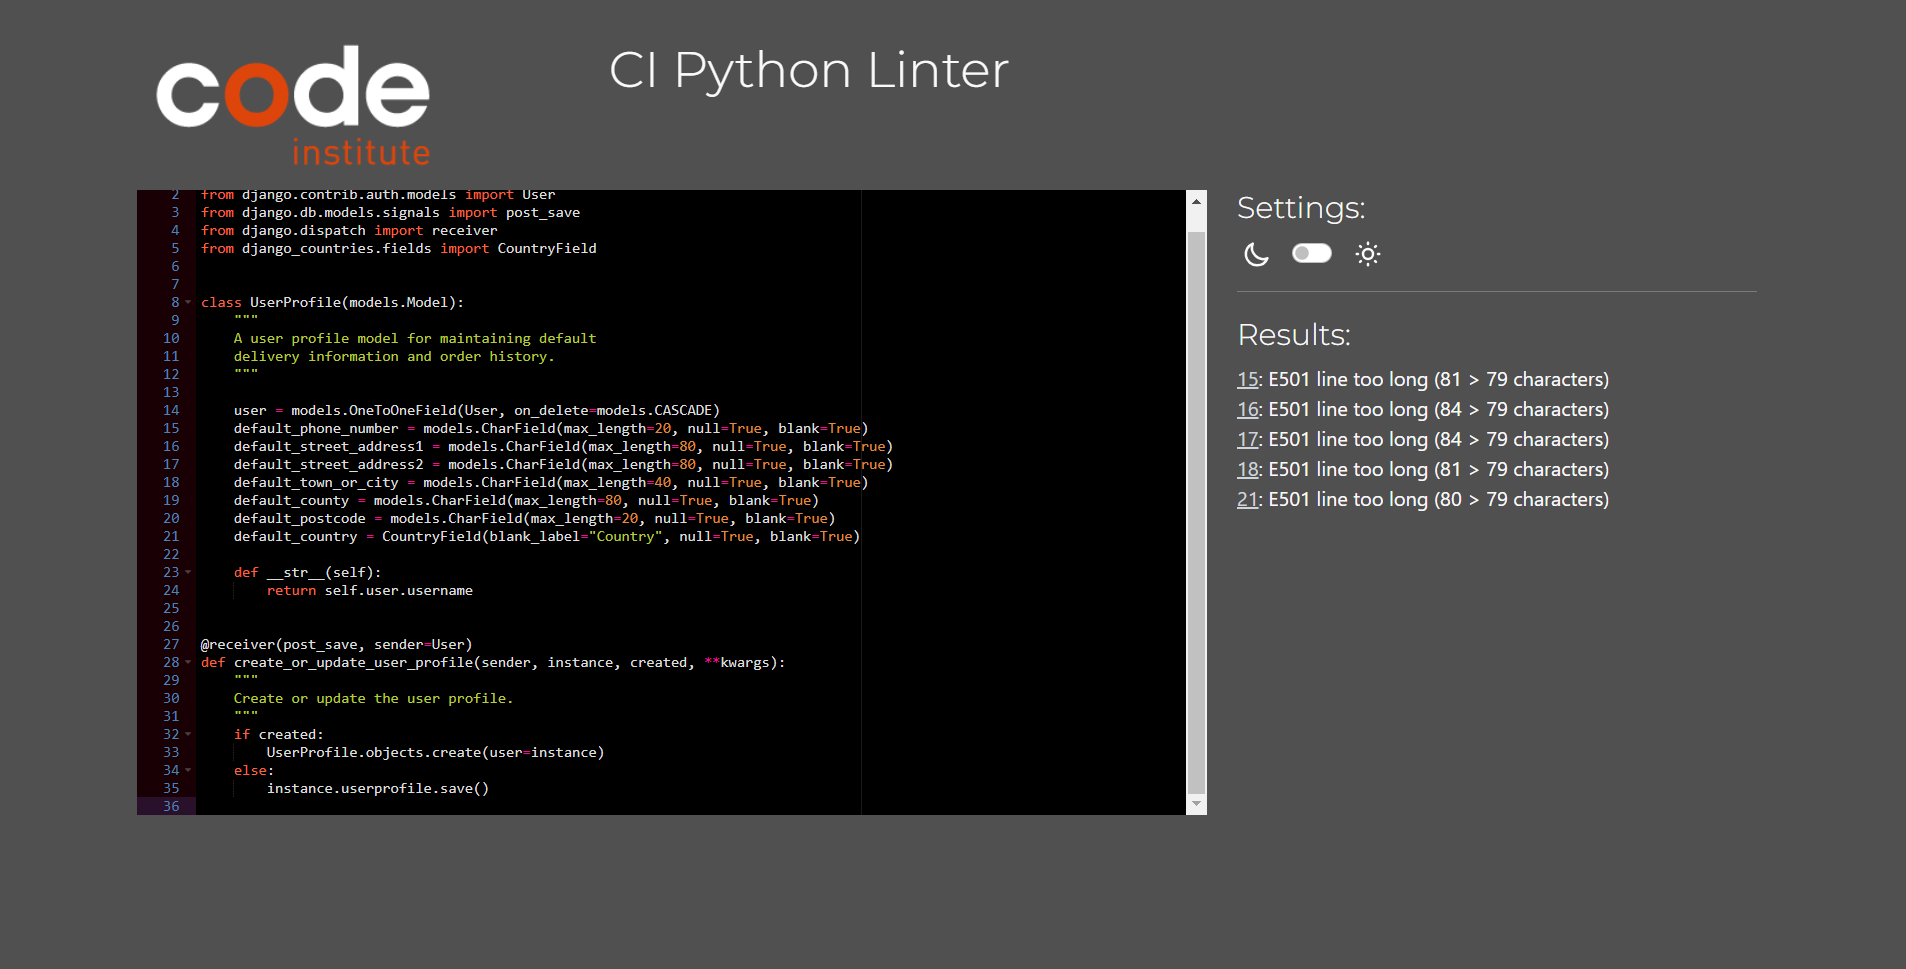 code
institute
CI Python Linter
2 from django.contrib.auth.models import User
3 from django.db.models.signals import post_save
4 from django.dispatch import receiver
5 from django_countries.fields import CountryField
6
7
8 class UserProfile(models.Model):
9     """
10     A user profile model for maintaining default
11     delivery information and order history.
12     """
13
14     user = models.OneToOneField(User, on_delete=models.CASCADE)
15     default_phone_number = models.CharField(max_length=20, null=True, blank=True)
16     default_street_address1 = models.CharField(max_length=80, null=True, blank=True)
17     default_street_address2 = models.CharField(max_length=80, null=True, blank=True)
18     default_town_or_city = models.CharField(max_length=40, null=True, blank=True)
19     default_county = models.CharField(max_length=80, null=True, blank=True)
20     default_postcode = models.CharField(max_length=20, null=True, blank=True)
21     default_country = CountryField(blank_label="Country", null=True, blank=True)
22
23     def __str__(self):
24         return self.user.username
25
26
27 @receiver(post_save, sender=User)
28 def create_or_update_user_profile(sender, instance, created, **kwargs):
29     """
30     Create or update the user profile.
31     """
32     if created:
33         UserProfile.objects.create(user=instance)
34     else:
35         instance.userprofile.save()
36
Settings:
Results:
15: E501 line too long (81 > 79 characters)
16: E501 line too long (84 > 79 characters)
17: E501 line too long (84 > 79 characters)
18: E501 line too long (81 > 79 characters)
21: E501 line too long (80 > 79 characters)